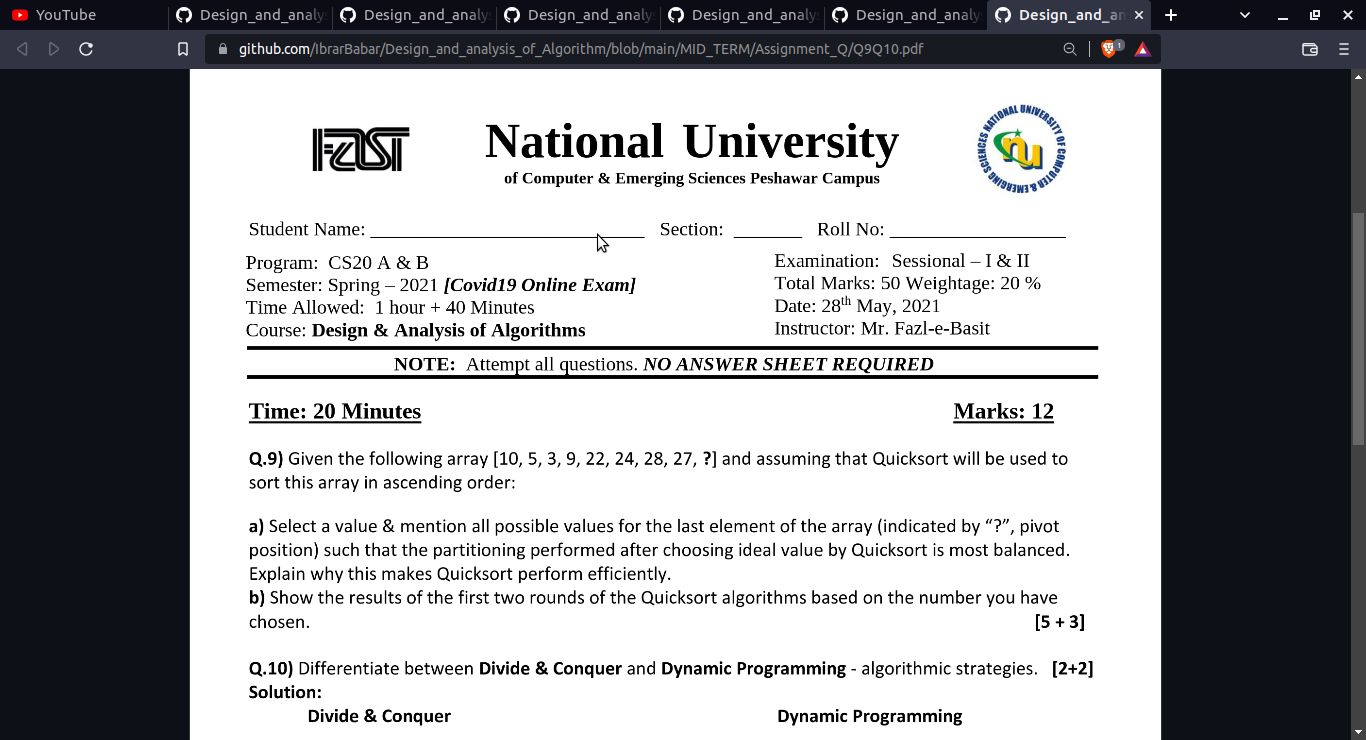 YouTube
Design_and_analys
Design_and_analys
Design_and_analys
Design_and_analys
Design_and_analys
Design_and_an
github.com/IbrarBabar/Design_and_analysis_of_Algorithm/blob/main/MID_TERM/Assignment_Q/Q9Q10.pdf
1
FAST
National University
of Computer & Emerging Sciences Peshawar Campus
NATIONAL UNIVERSITY OF COMPUTER & EMERGING SCIENCES
nu
Student Name: ____________________________ Section: _______ Roll No: __________________
Program: CS20 A & B
Semester: Spring – 2021 [Covid19 Online Exam]
Time Allowed: 1 hour + 40 Minutes
Course: Design & Analysis of Algorithms
Examination: Sessional – I & II
Total Marks: 50 Weightage: 20 %
Date: 28th May, 2021
Instructor: Mr. Fazl-e-Basit
NOTE: Attempt all questions. NO ANSWER SHEET REQUIRED
Time: 20 Minutes Marks: 12
Q.9) Given the following array [10, 5, 3, 9, 22, 24, 28, 27, ?] and assuming that Quicksort will be used to
sort this array in ascending order:
a) Select a value & mention all possible values for the last element of the array (indicated by “?”, pivot
position) such that the partitioning performed after choosing ideal value by Quicksort is most balanced.
Explain why this makes Quicksort perform efficiently.
b) Show the results of the first two rounds of the Quicksort algorithms based on the number you have
chosen. [5 + 3]
Q.10) Differentiate between Divide & Conquer and Dynamic Programming - algorithmic strategies. [2+2]
Solution:
Divide & Conquer Dynamic Programming